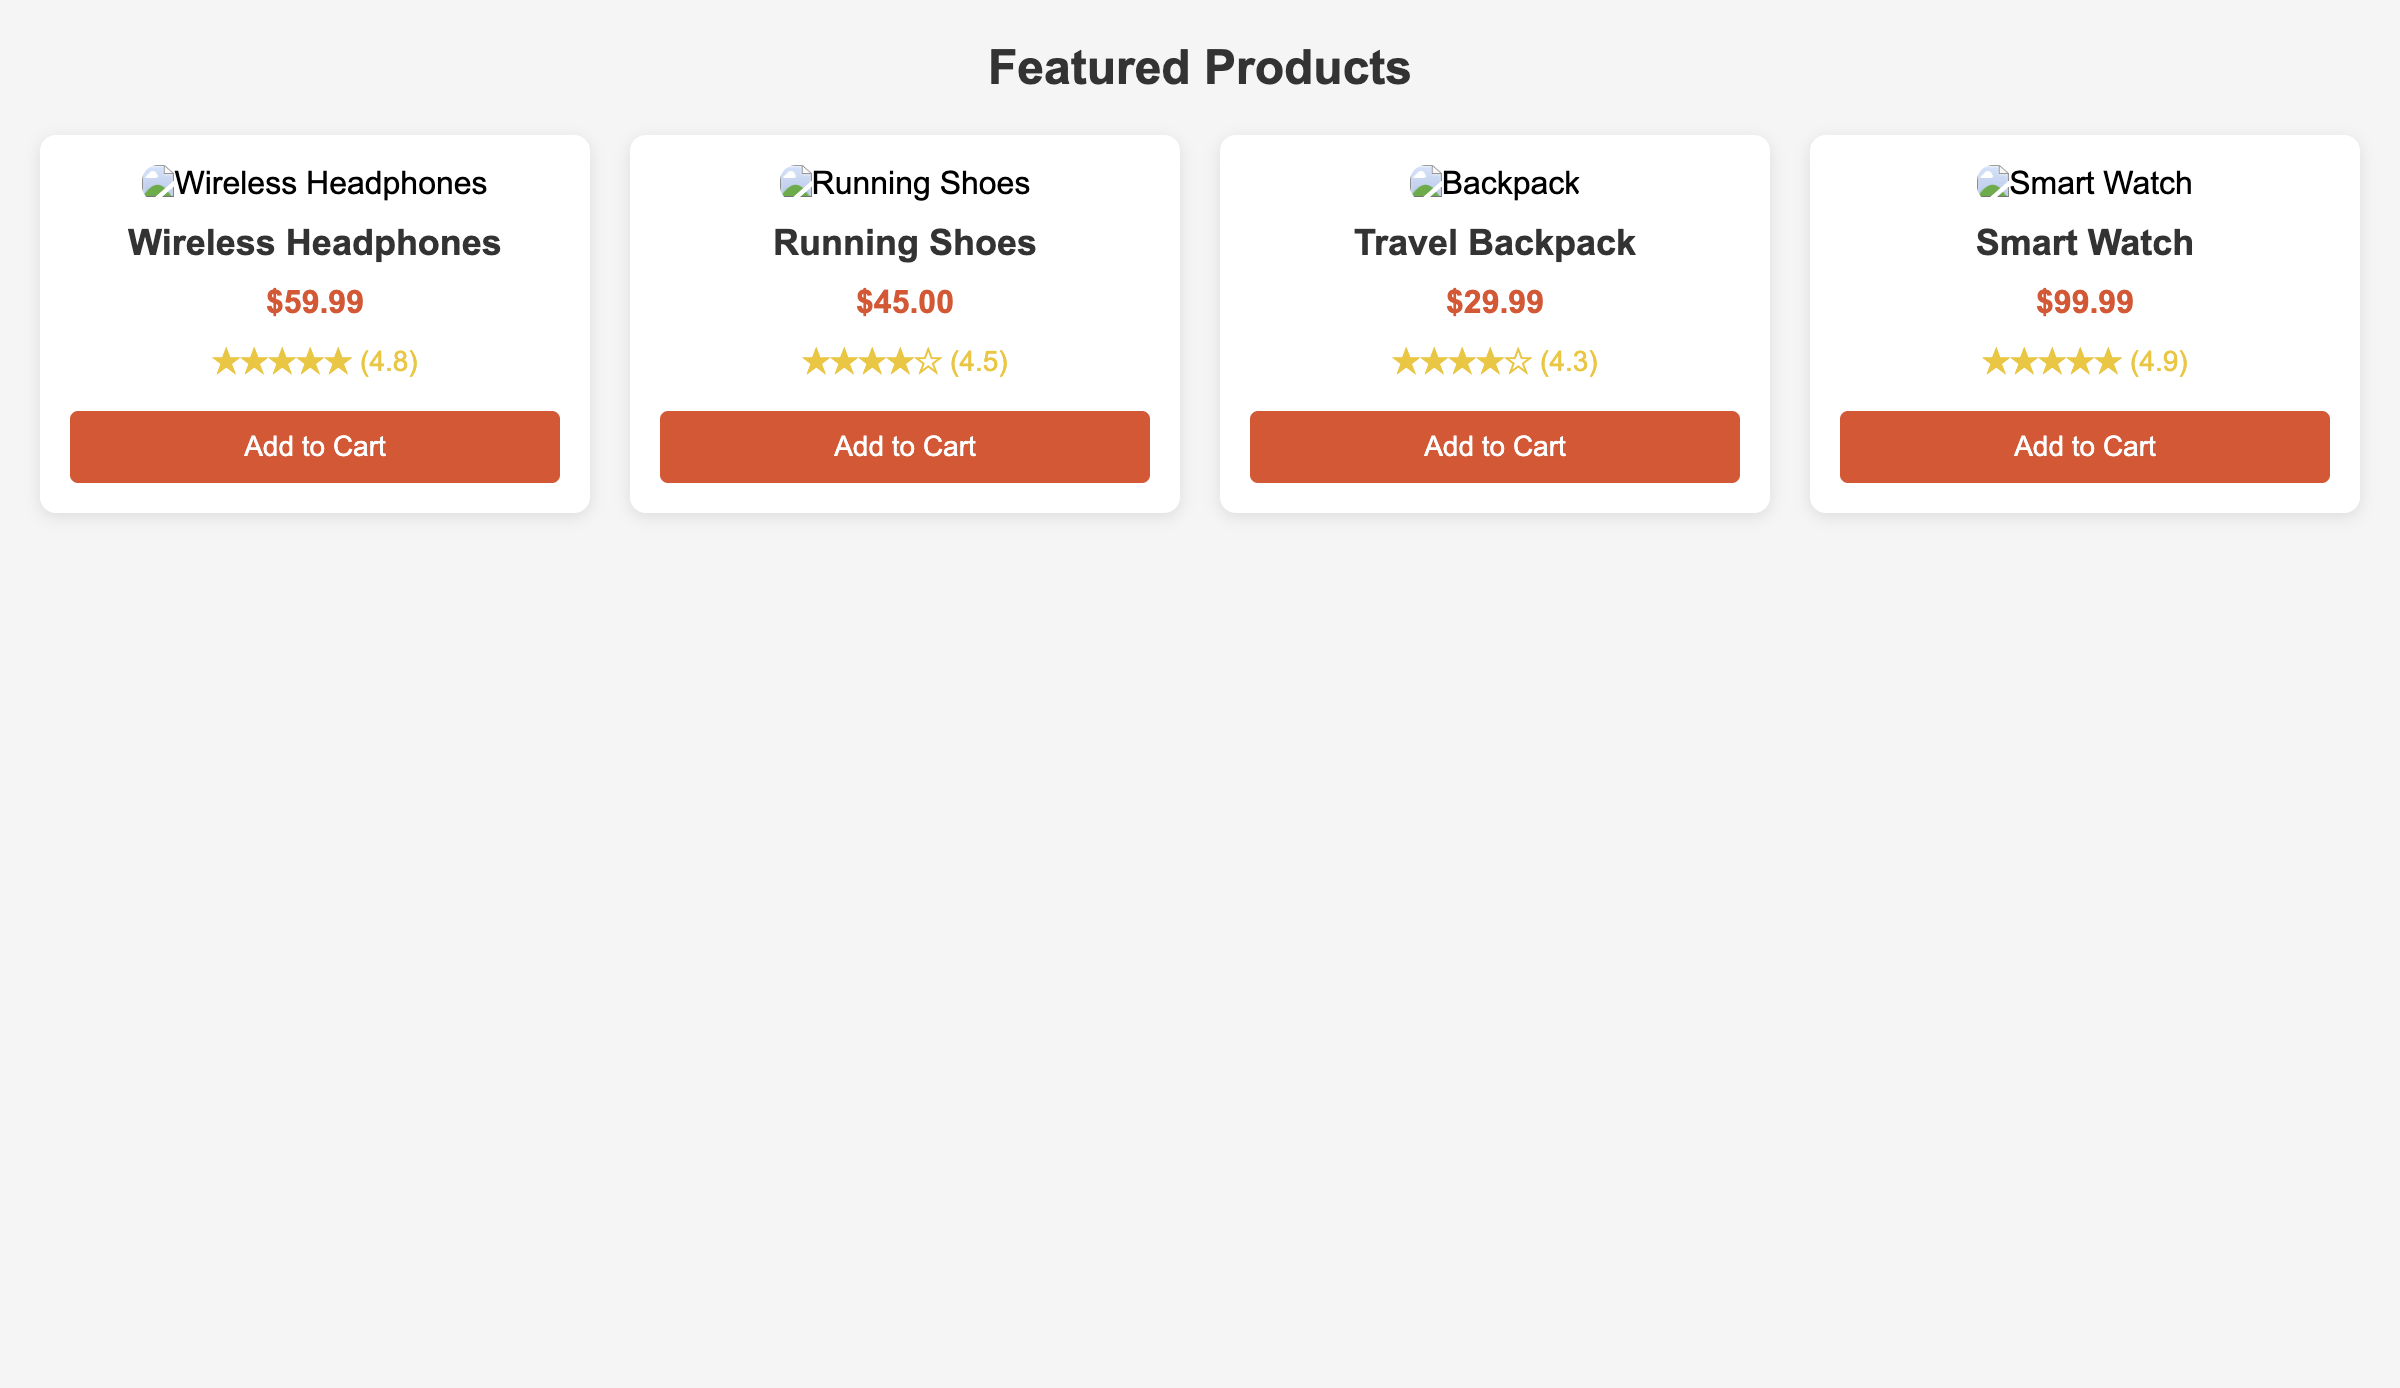 Featured Products
Wireless Headphones
Wireless Headphones
$59.99
★★★★★ (4.8)
Add to Cart
Running Shoes
Running Shoes
$45.00
★★★★☆ (4.5)
Add to Cart
Backpack
Travel Backpack
$29.99
★★★★☆ (4.3)
Add to Cart
Smart Watch
Smart Watch
$99.99
★★★★★ (4.9)
Add to Cart